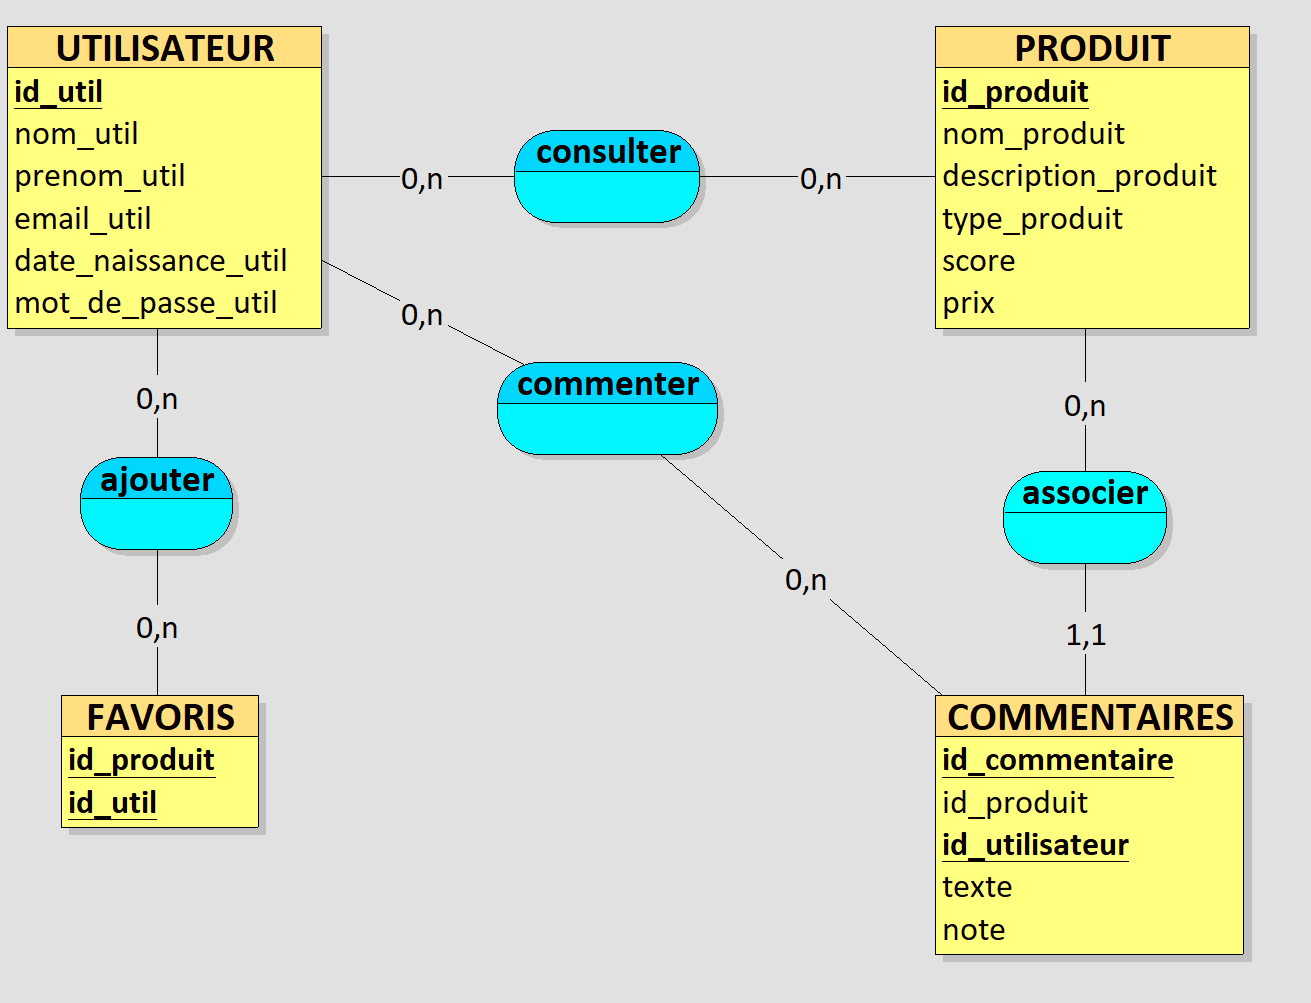 UTILISATEUR
id_util
nom_util
prenom_util
email_util
date_naissance_util
mot_de_passe_util
0,n
consulter
0,n
PRODUIT
id_produit
nom_produit
description_produit
type_produit
score
prix
0,n
commenter
0,n
0,n
ajouter
0,n
0,n
associer
1,1
FAVORIS
id_produit
id_util
COMMENTAIRES
id_commentaire
id_produit
id_utilisateur
texte
note